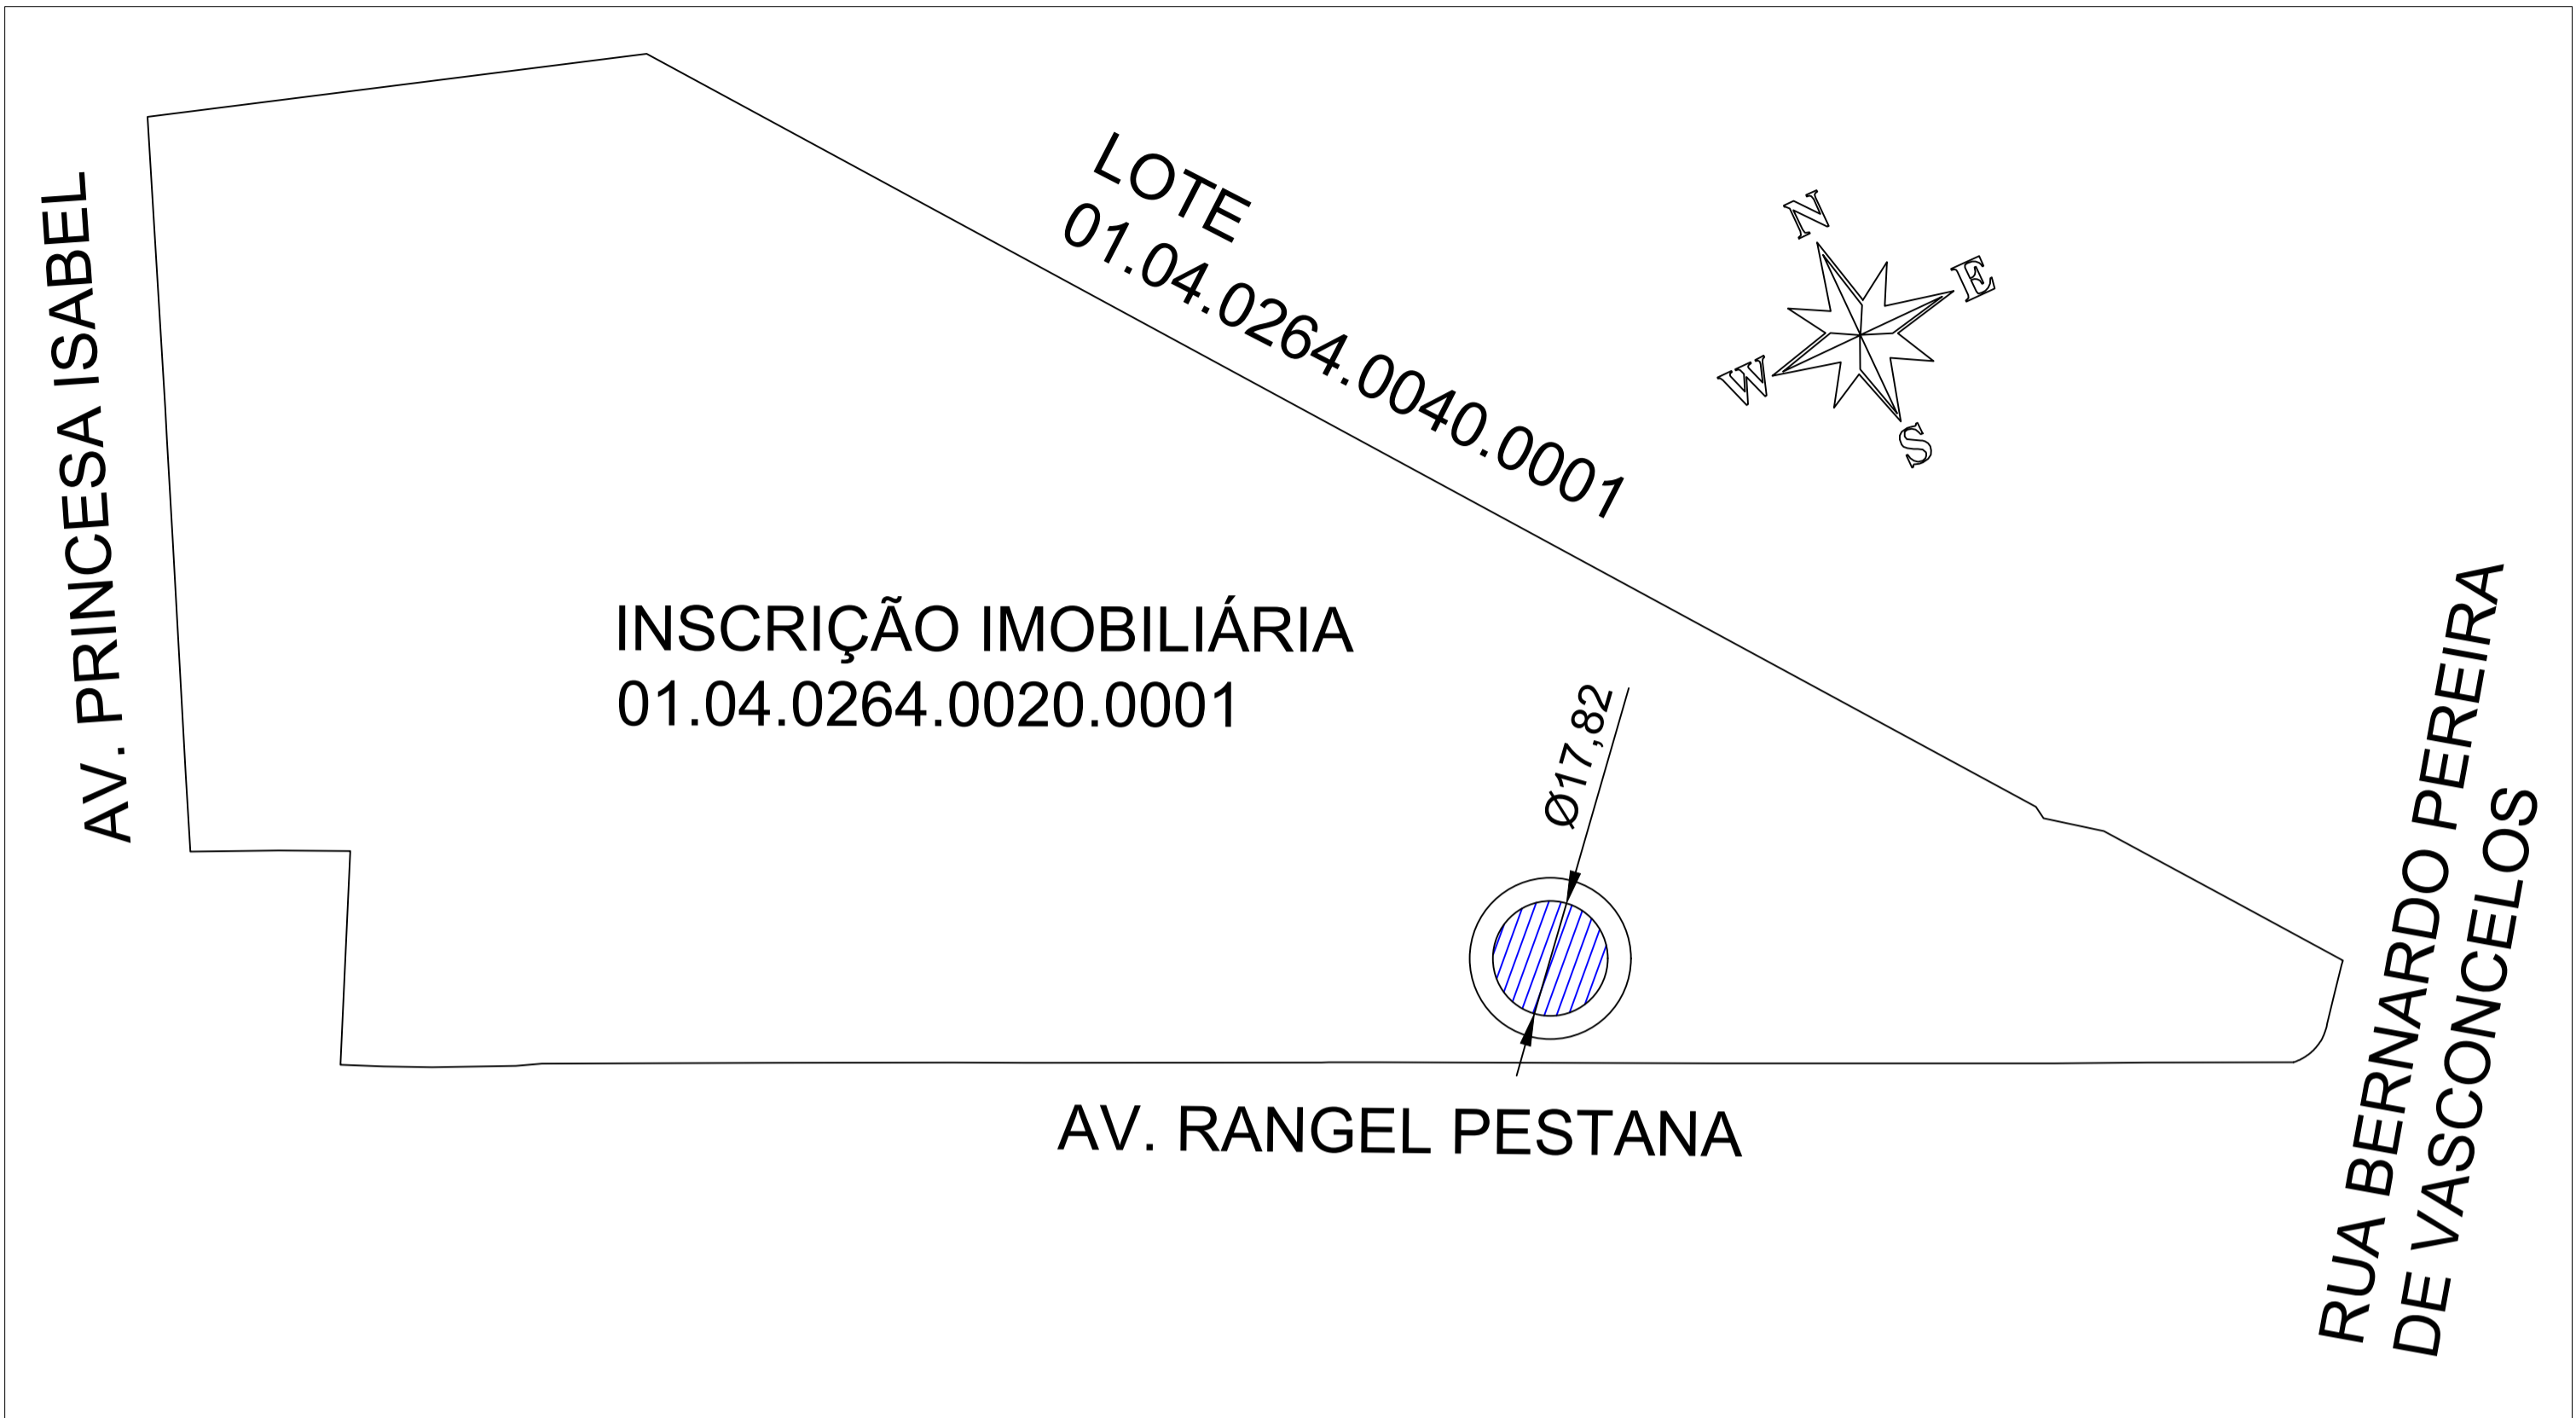 LOTE
01.04.0264.0040.0001
N
E
W
S
AV. PRINCESA ISABEL
INSCRIÇÃO IMOBILIÁRIA
01.04.0264.0020.0001
Ø17,82
RUA BERNARDO PEREIRA
DE VASCONCELOS
AV. RANGEL PESTANA